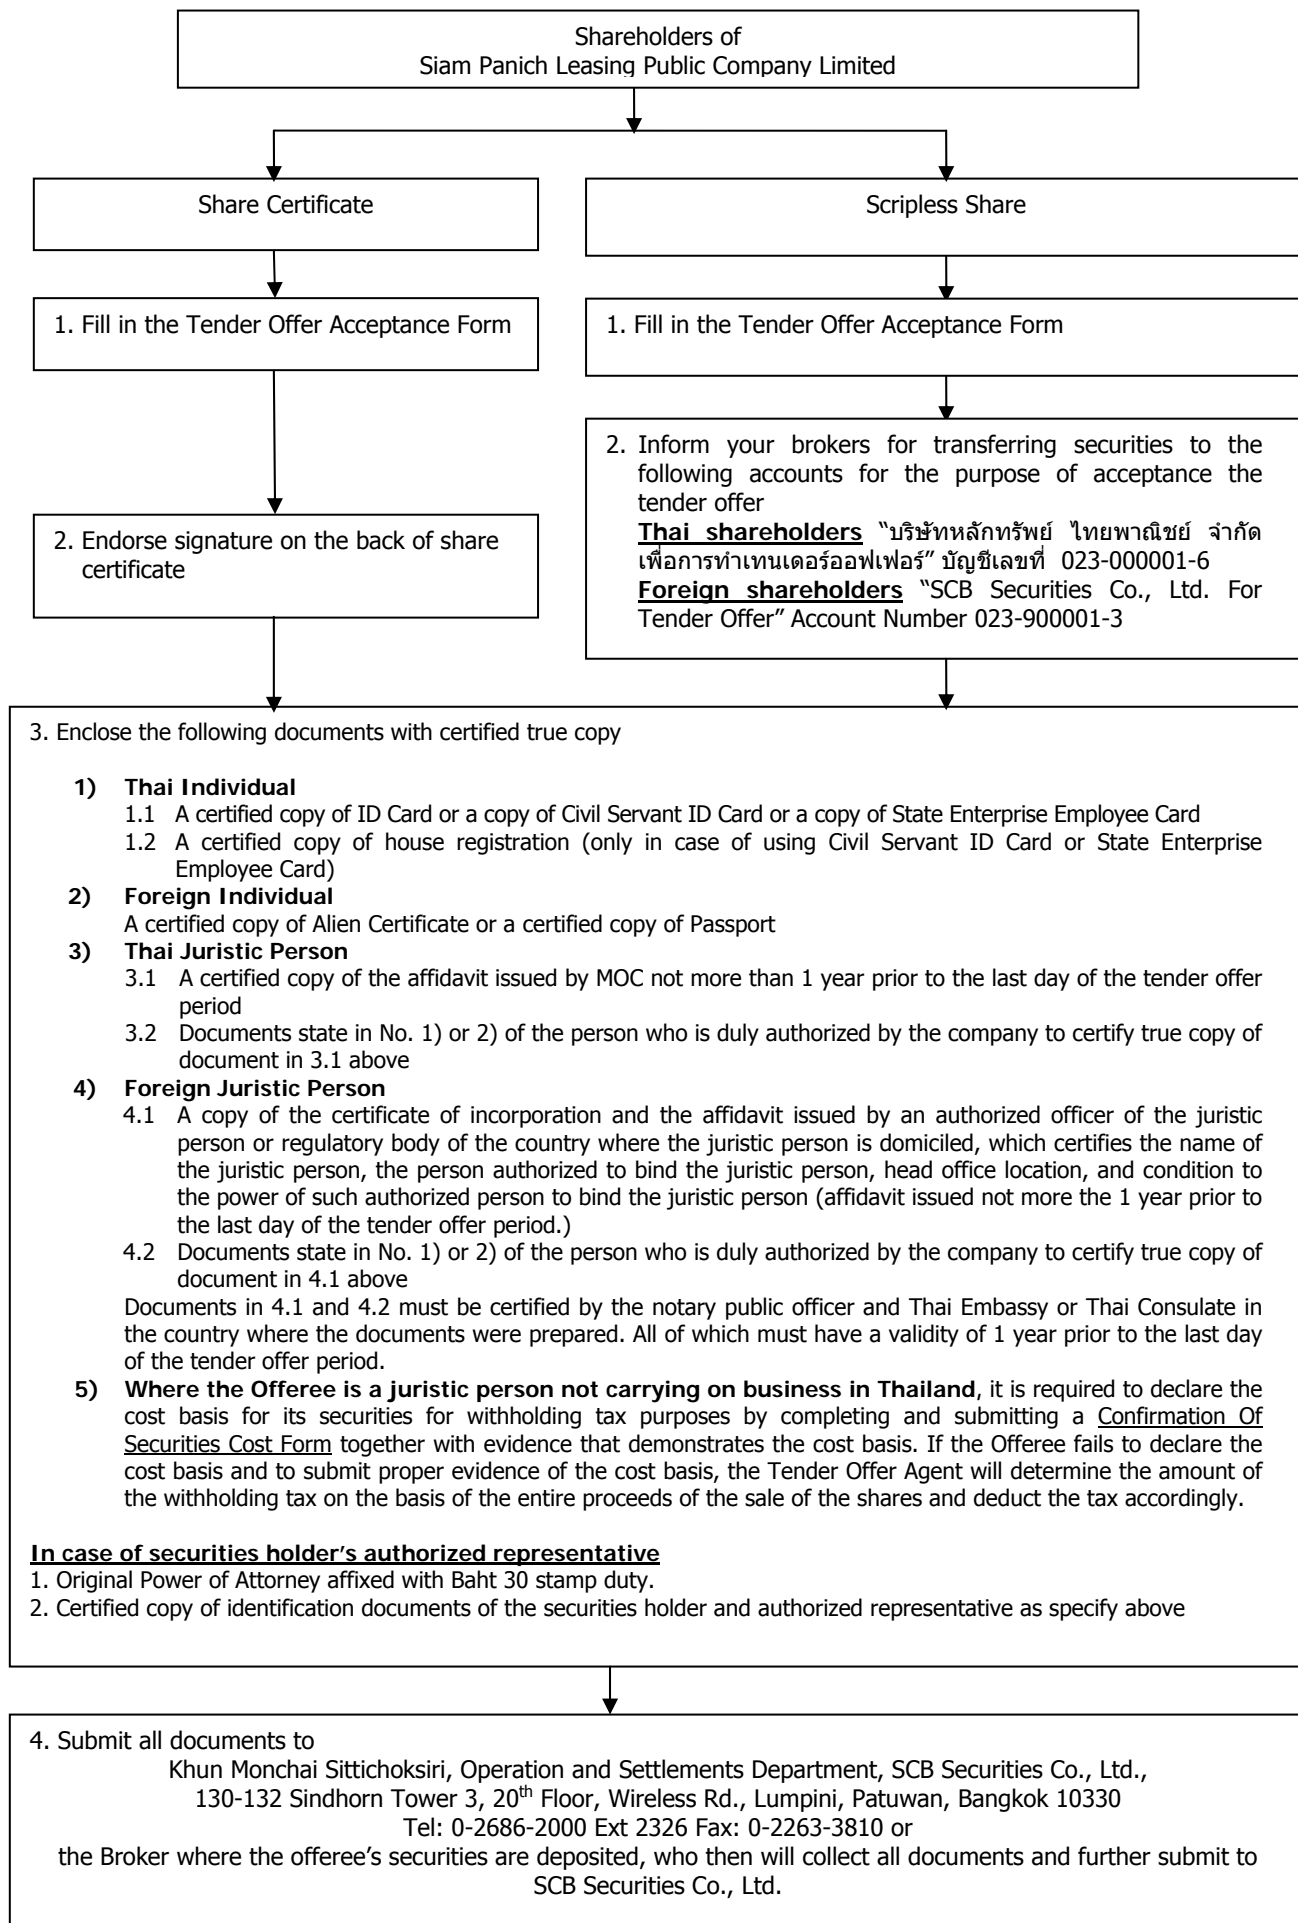 Shareholders of
Siam Panich Leasing Public Company Limited
Share Certificate
Scripless Share
1. Fill in the Tender Offer Acceptance Form
1. Fill in the Tender Offer Acceptance Form
2. Endorse signature on the back of share
certificate
2. Inform your brokers for transferring securities to the
following accounts for the purpose of acceptance the
tender offer
Thai shareholders “บริษัทหลักทรัพย์ ไทยพาณิชย์ จำกัด
เพื่อการทำเทนเดอร์ออฟเฟอร์” บัญชีเลขที่ 023-000001-6
Foreign shareholders “SCB Securities Co., Ltd. For
Tender Offer” Account Number 023-900001-3
3. Enclose the following documents with certified true copy
1) Thai Individual
1.1 A certified copy of ID Card or a copy of Civil Servant ID Card or a copy of State Enterprise Employee Card
1.2 A certified copy of house registration (only in case of using Civil Servant ID Card or State Enterprise
Employee Card)
2) Foreign Individual
A certified copy of Alien Certificate or a certified copy of Passport
3) Thai Juristic Person
3.1 A certified copy of the affidavit issued by MOC not more than 1 year prior to the last day of the tender offer
period
3.2 Documents state in No. 1) or 2) of the person who is duly authorized by the company to certify true copy of
document in 3.1 above
4) Foreign Juristic Person
4.1 A copy of the certificate of incorporation and the affidavit issued by an authorized officer of the juristic
person or regulatory body of the country where the juristic person is domiciled, which certifies the name of
the juristic person, the person authorized to bind the juristic person, head office location, and condition to
the power of such authorized person to bind the juristic person (affidavit issued not more the 1 year prior to
the last day of the tender offer period.)
4.2 Documents state in No. 1) or 2) of the person who is duly authorized by the company to certify true copy of
document in 4.1 above
Documents in 4.1 and 4.2 must be certified by the notary public officer and Thai Embassy or Thai Consulate in
the country where the documents were prepared. All of which must have a validity of 1 year prior to the last day
of the tender offer period.
5) Where the Offeree is a juristic person not carrying on business in Thailand, it is required to declare the
cost basis for its securities for withholding tax purposes by completing and submitting a Confirmation Of
Securities Cost Form together with evidence that demonstrates the cost basis. If the Offeree fails to declare the
cost basis and to submit proper evidence of the cost basis, the Tender Offer Agent will determine the amount of
the withholding tax on the basis of the entire proceeds of the sale of the shares and deduct the tax accordingly.
In case of securities holder’s authorized representative
1. Original Power of Attorney affixed with Baht 30 stamp duty.
2. Certified copy of identification documents of the securities holder and authorized representative as specify above
4. Submit all documents to
Khun Monchai Sittichoksiri, Operation and Settlements Department, SCB Securities Co., Ltd.,
130-132 Sindhorn Tower 3, 20th Floor, Wireless Rd., Lumpini, Patuwan, Bangkok 10330
Tel: 0-2686-2000 Ext 2326 Fax: 0-2263-3810 or
the Broker where the offeree’s securities are deposited, who then will collect all documents and further submit to
SCB Securities Co., Ltd.